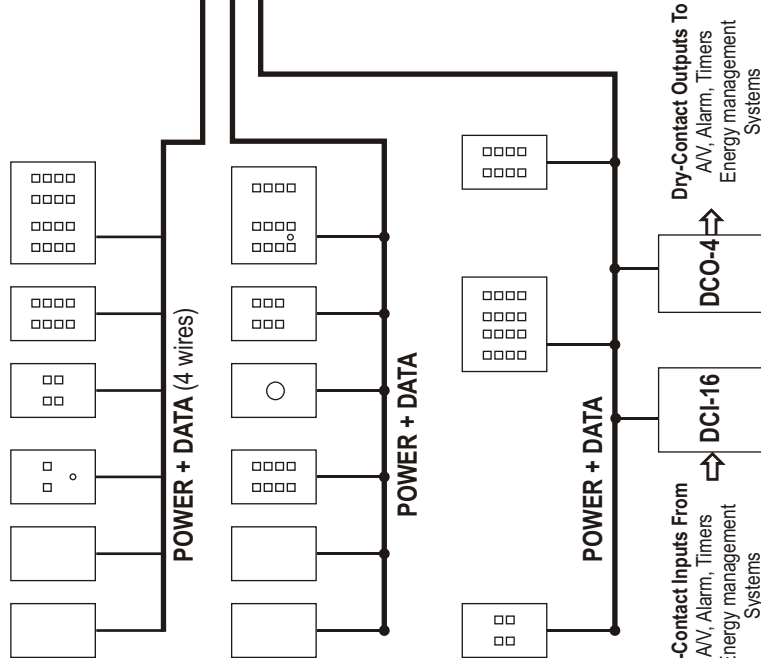 POWER + DATA (4 wires)
POWER + DATA
POWER + DATA
-Contact Inputs From
A/V, Alarm, Timers
Energy management
Systems
DCI-16
DCO-4
Dry-Contact Outputs To
A/V, Alarm, Timers
Energy management
Systems